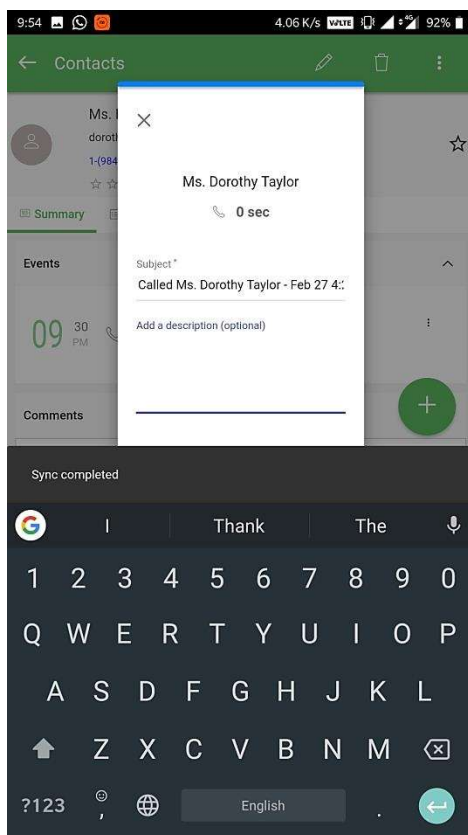 9:54 4.06 K/s VoLTE 4G 92%
Contacts
Ms.
doroth
1-(984
Ms. Dorothy Taylor
0 sec
Summary
Events
Subject *
Called Ms. Dorothy Taylor - Feb 27 4:
09 30 PM
Add a description (optional)
Comments
Sync completed
G I Thank The
1 2 3 4 5 6 7 8 9 0
Q W E R T Y U I O P
A S D F G H J K L
Z X C V B N M
?123 , English .